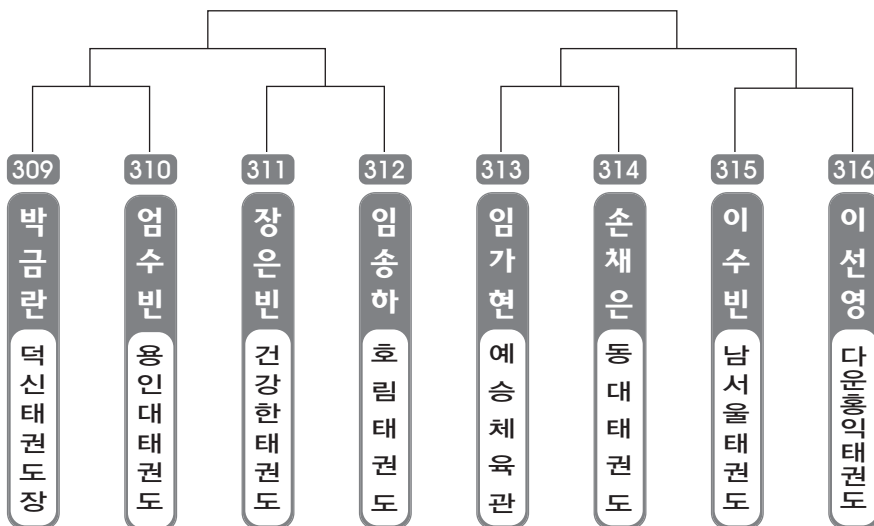 309
박금란
덕신태권도장
310
엄수빈
용인대태권도
311
장은빈
건강한태권도
312
임송하
호림태권도
313
임가현
예승체육관
314
손채은
동대태권도
315
이수빈
남서울태권도
316
이선영
다운홍익태권도